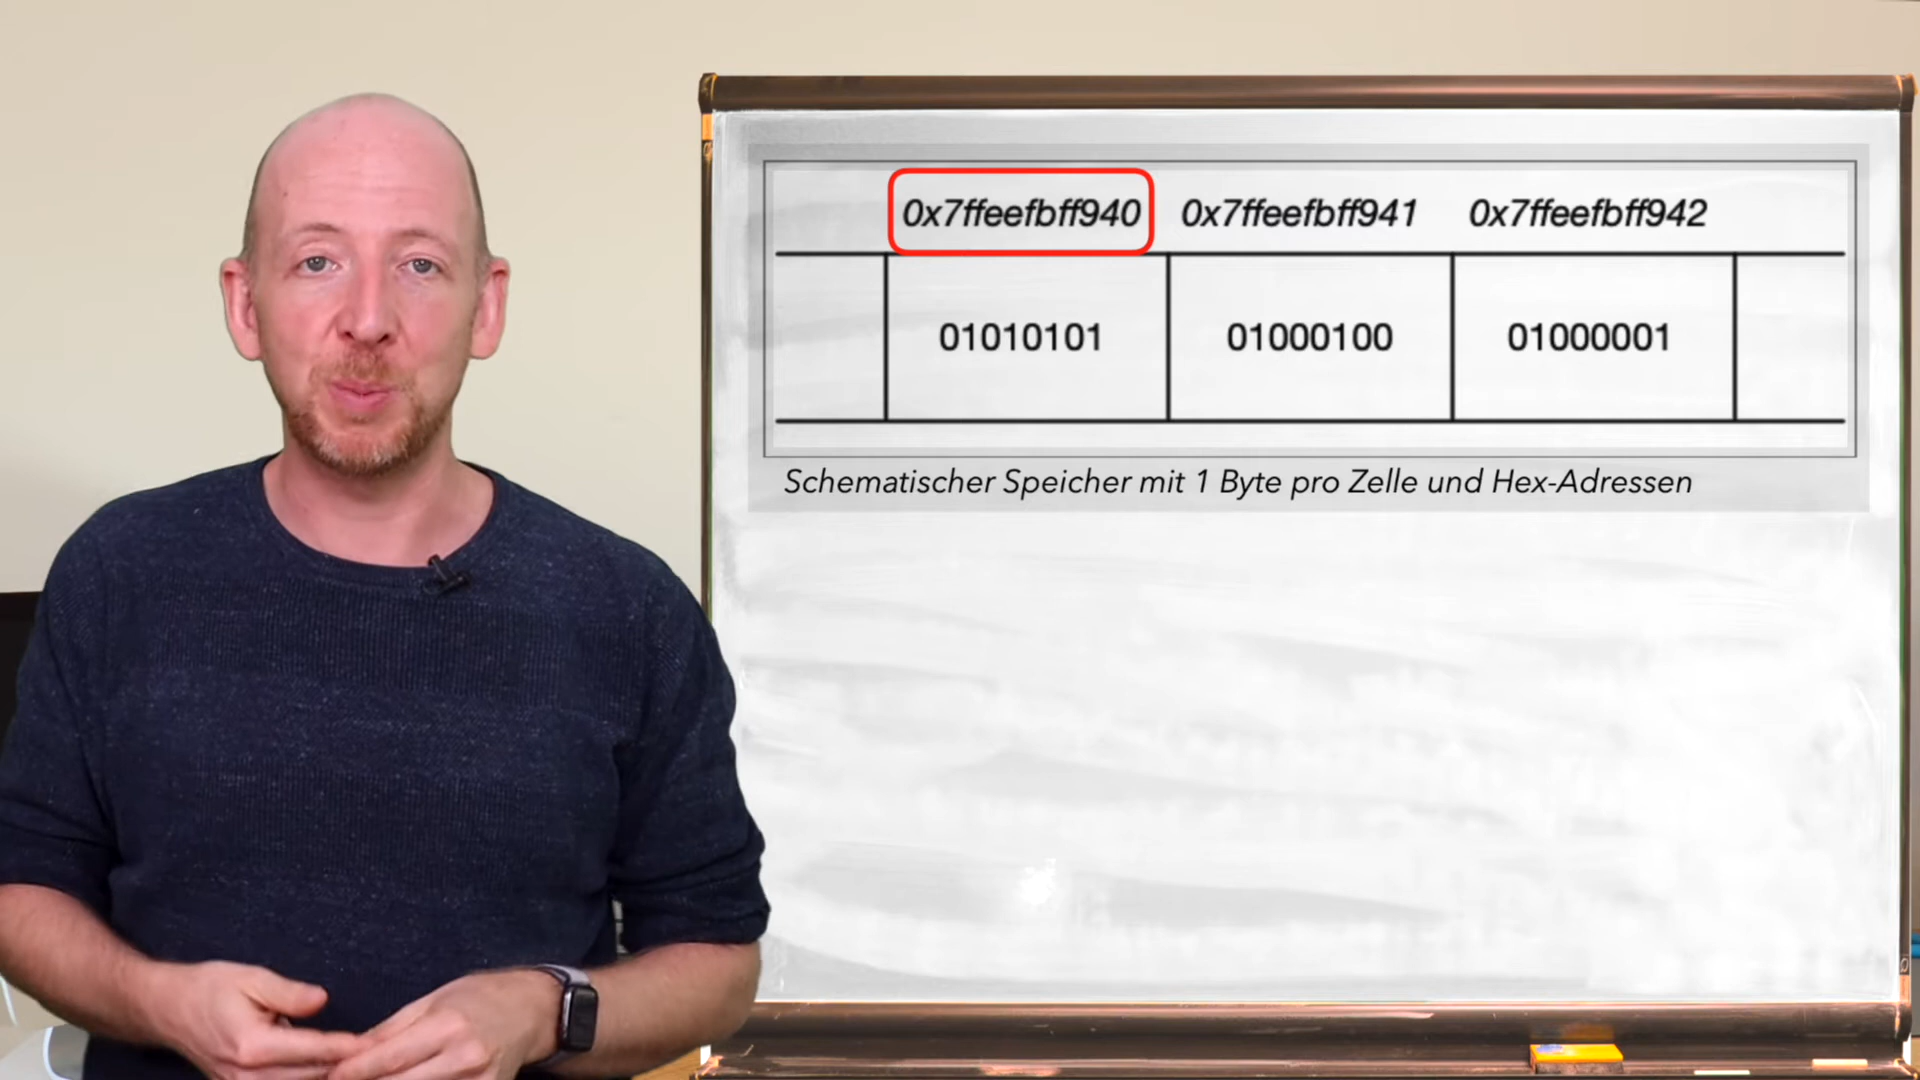 0x7ffeefbff940 0x7ffeefbff941 0x7ffeefbff942
01010101 01000100 01000001
Schematischer Speicher mit 1 Byte pro Zelle und Hex-Adressen